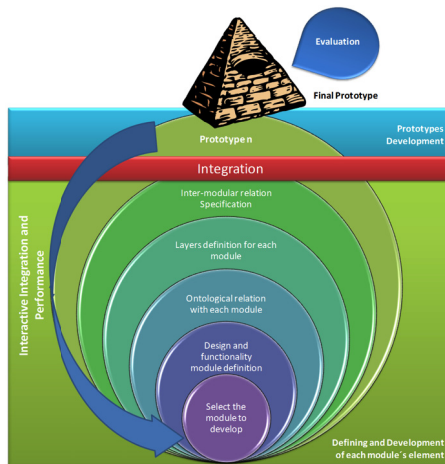 Evaluation
Final Prototype
Prototype n
Prototypes
Development
Integration
Inter-modular relation
Specification
Layers definition for each
module
Ontological relation
with each module
Design and
functionality
module definition
Select the
module to
develop
Interactive Integration and
Performance
Defining and Development
of each module´s element